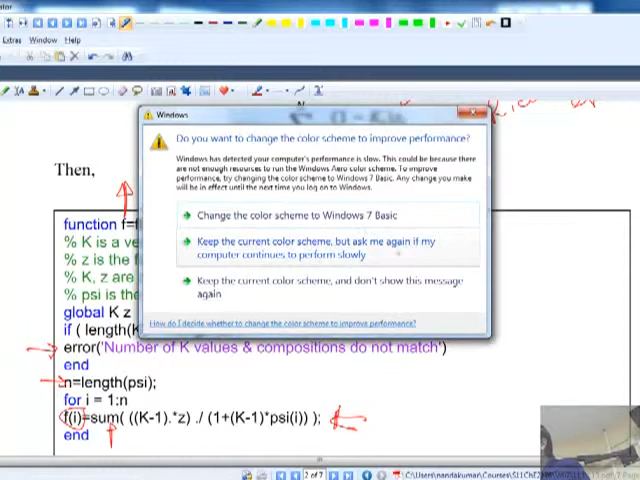 Extras Window Help
Then,
Windows
Do you want to change the color scheme to improve performance?
Windows has detected your computer's performance is slow. This could be because there
are not enough resources to run the Windows Aero color scheme. To improve
performance, try changing the color scheme to Windows 7 Basic. Any change you make
will be in effect until the next time you log on to Windows.
Change the color scheme to Windows 7 Basic
Keep the current color scheme, but ask me again if my
computer continues to perform slowly
Keep the current color scheme, and don't show this message
again
How do I decide whether to change the color scheme to improve performance?
function
% K is a
% z is the
% K, z are
% psi is the
global K z
if ( length(K
error('Number of K values & compositions do not match')
end
n=length(psi);
for i = 1:n
f(i)=sum( ((K-1).*z) ./ (1+(K-1)*psi(i)) );
end
2 of 7